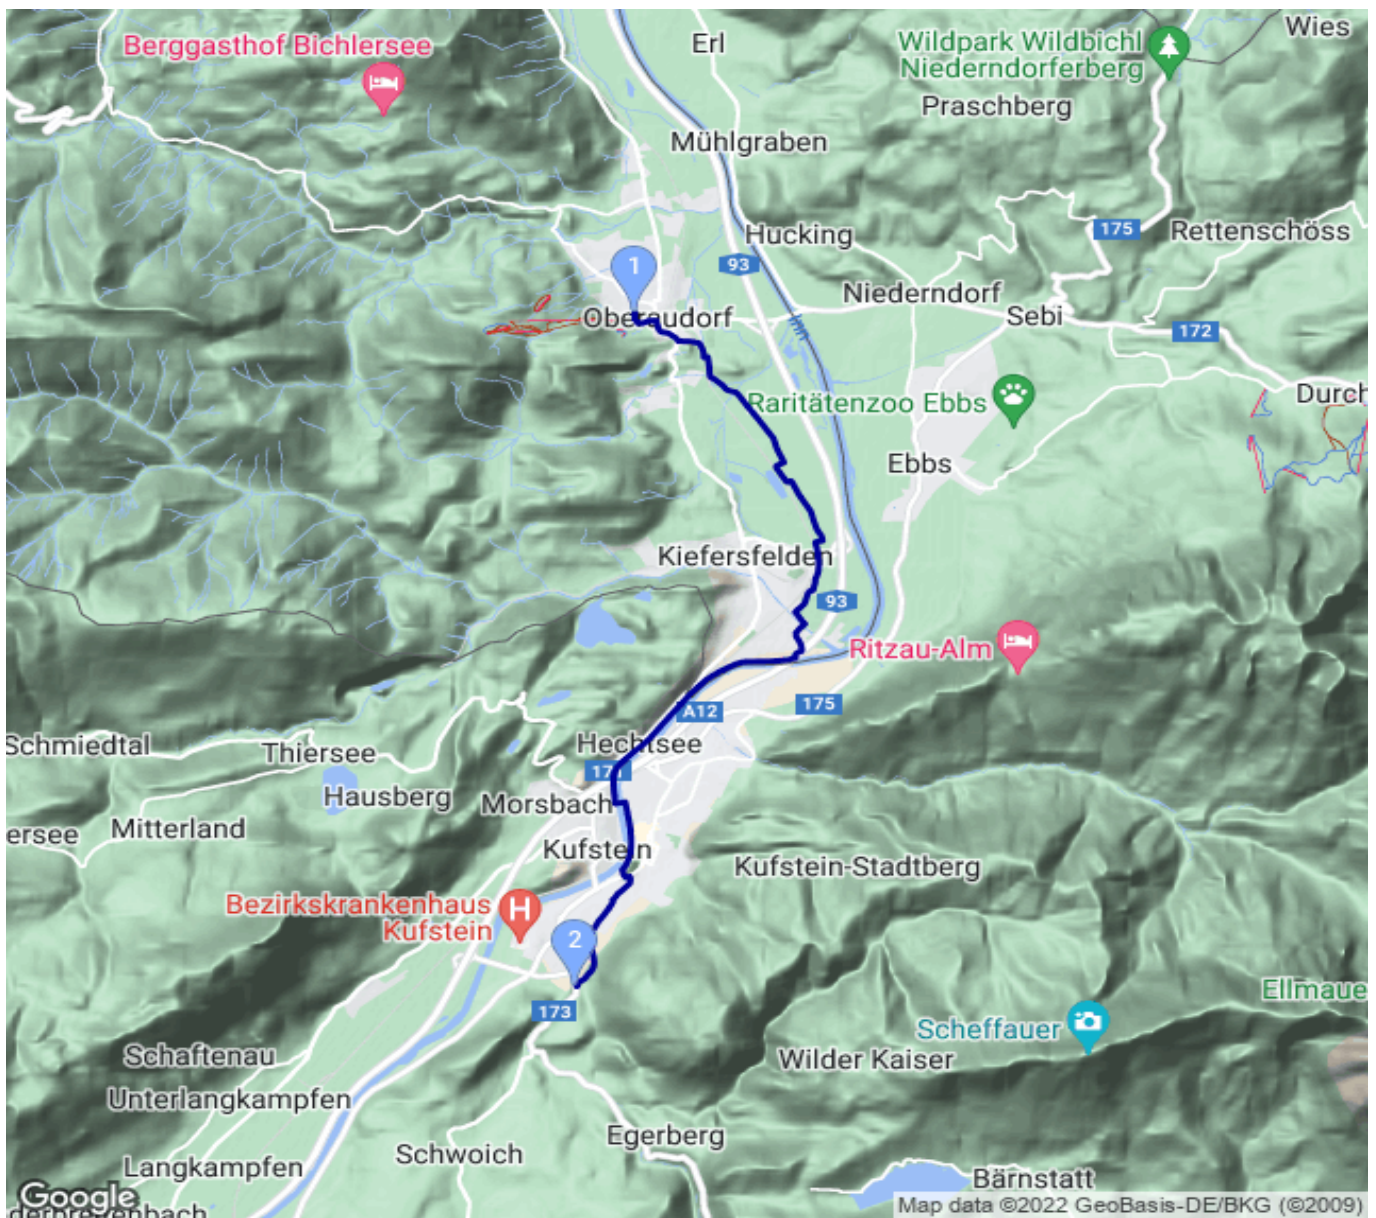 Wies
Berggasthof Bichlersee
Erl
Wildpark Wildbichl
Niederndorferberg
Praschberg
Mühlgraben
175
Rettenschöss
Hucking
93
1
Niederndorf
Oberaudorf
Sebi
Inn
172
Durch
Raritätenzoo Ebbs
Ebbs
Kiefersfelden
93
Ritzau-Alm
175
A12
Schmiedtal
Thiersee
Hechtsee
Hausberg
Morsbach
ersee
Mitterland
Kufstein
Kufstein-Stadtberg
Bezirkskrankenhaus
Kufstein
H
2
173
Ellmaue
Scheffauer
Schaftenau
Wilder Kaiser
Unterlangkampfen
Egerberg
Schwoich
Langkampfen
Bärnstatt
Google
Map data ©2022 GeoBasis-DE/BKG (©2009)